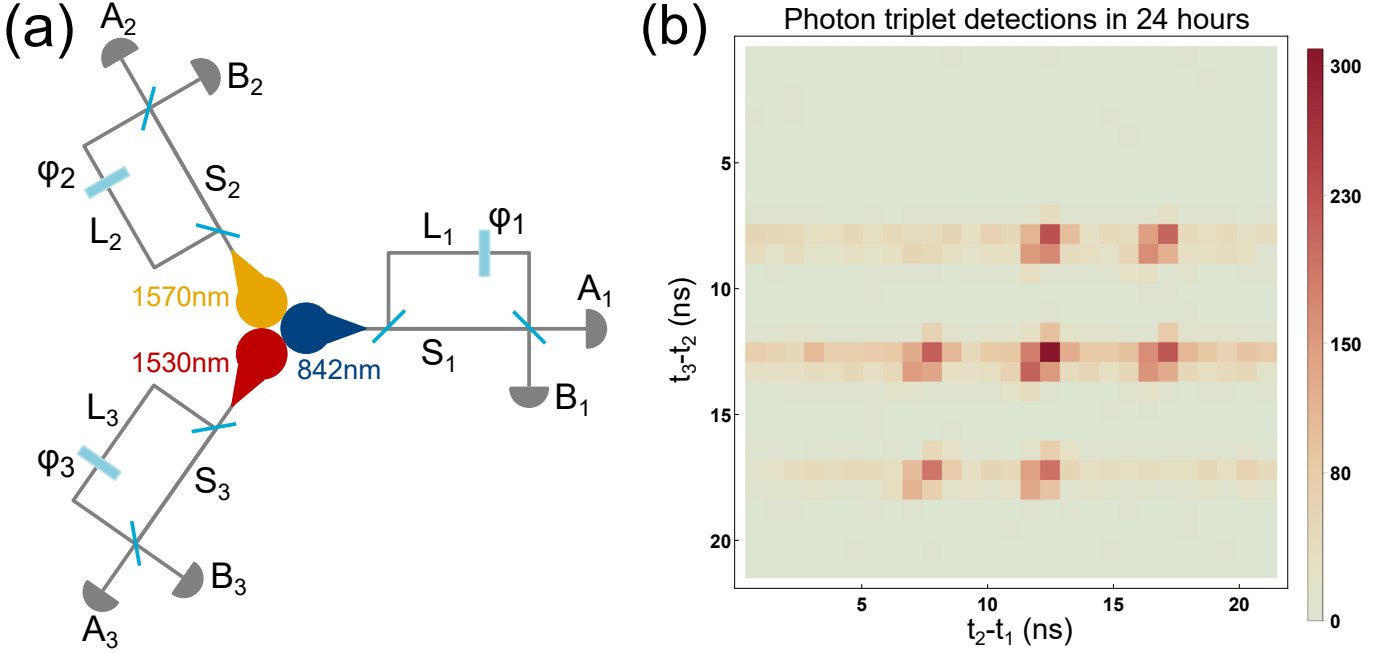 (a)
A₂
B₂
φ₂
S₂
L₂
1570nm
1530nm
842nm
L₁
φ₁
S₁
A₁
B₁
L₃
φ₃
S₃
B₃
A₃
(b)
Photon triplet detections in 24 hours
t₃-t₂ (ns)
5
10
15
20
5
10
15
20
t₂-t₁ (ns)
300
230
150
80
0